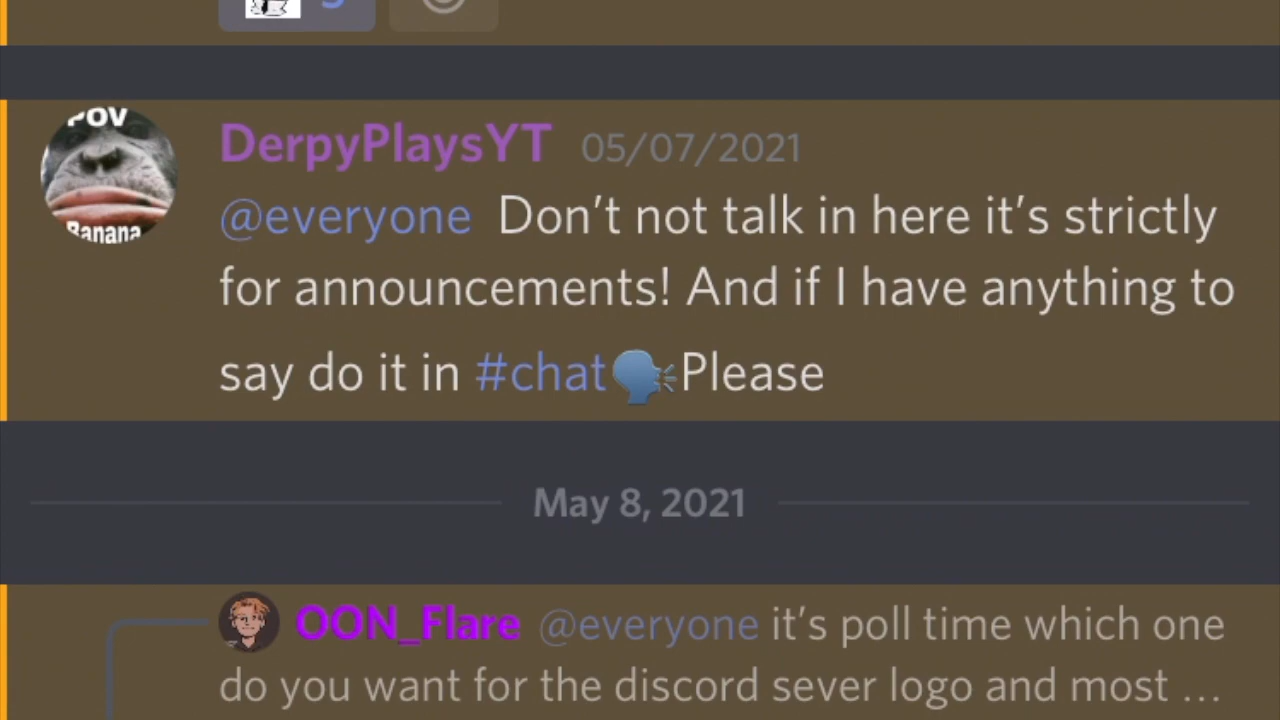 POV
Banana
DerpyPlaysYT 05/07/2021
@everyone Don't not talk in here it's strictly
for announcements! And if I have anything to
say do it in #chat🗣️Please
May 8, 2021
OON_Flare @everyone it's poll time which one
do you want for the discord sever logo and most …